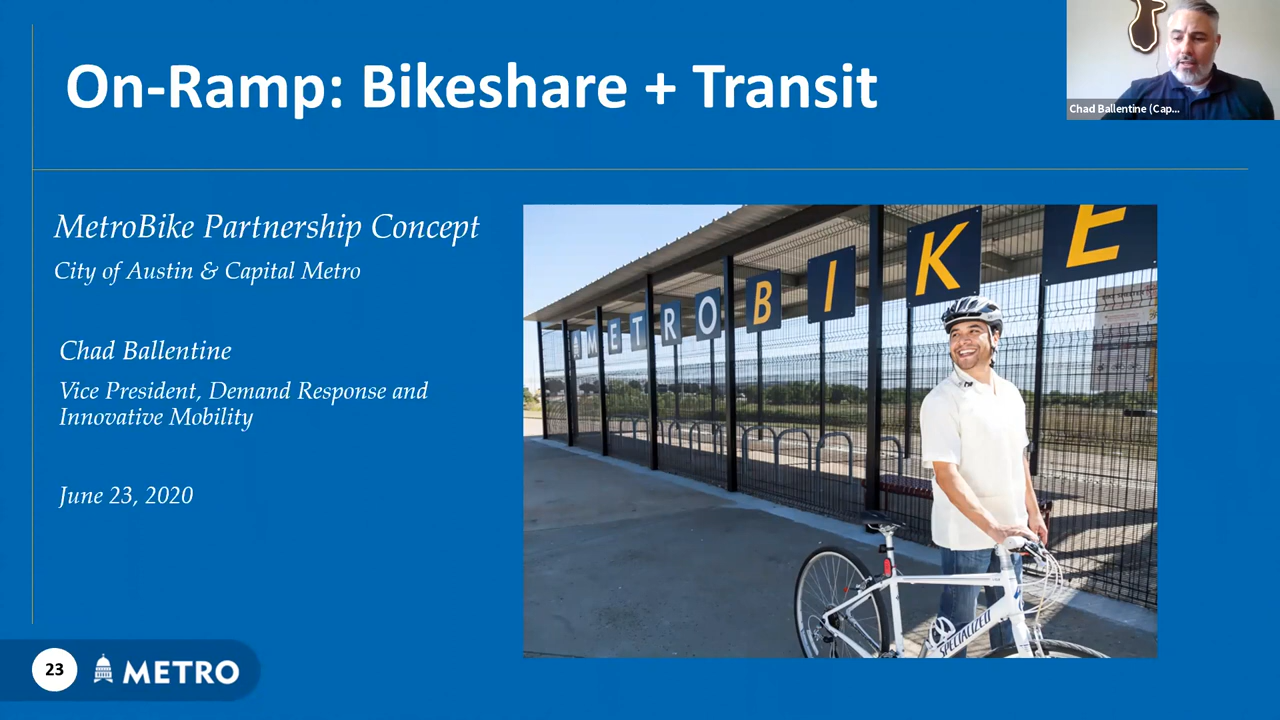 On-Ramp: Bikeshare + Transit
Chad Ballentine (Cap...
MetroBike Partnership Concept
City of Austin & Capital Metro
Chad Ballentine
Vice President, Demand Response and
Innovative Mobility
June 23, 2020
METROBIKE
SPECIALIZED
23
METRO